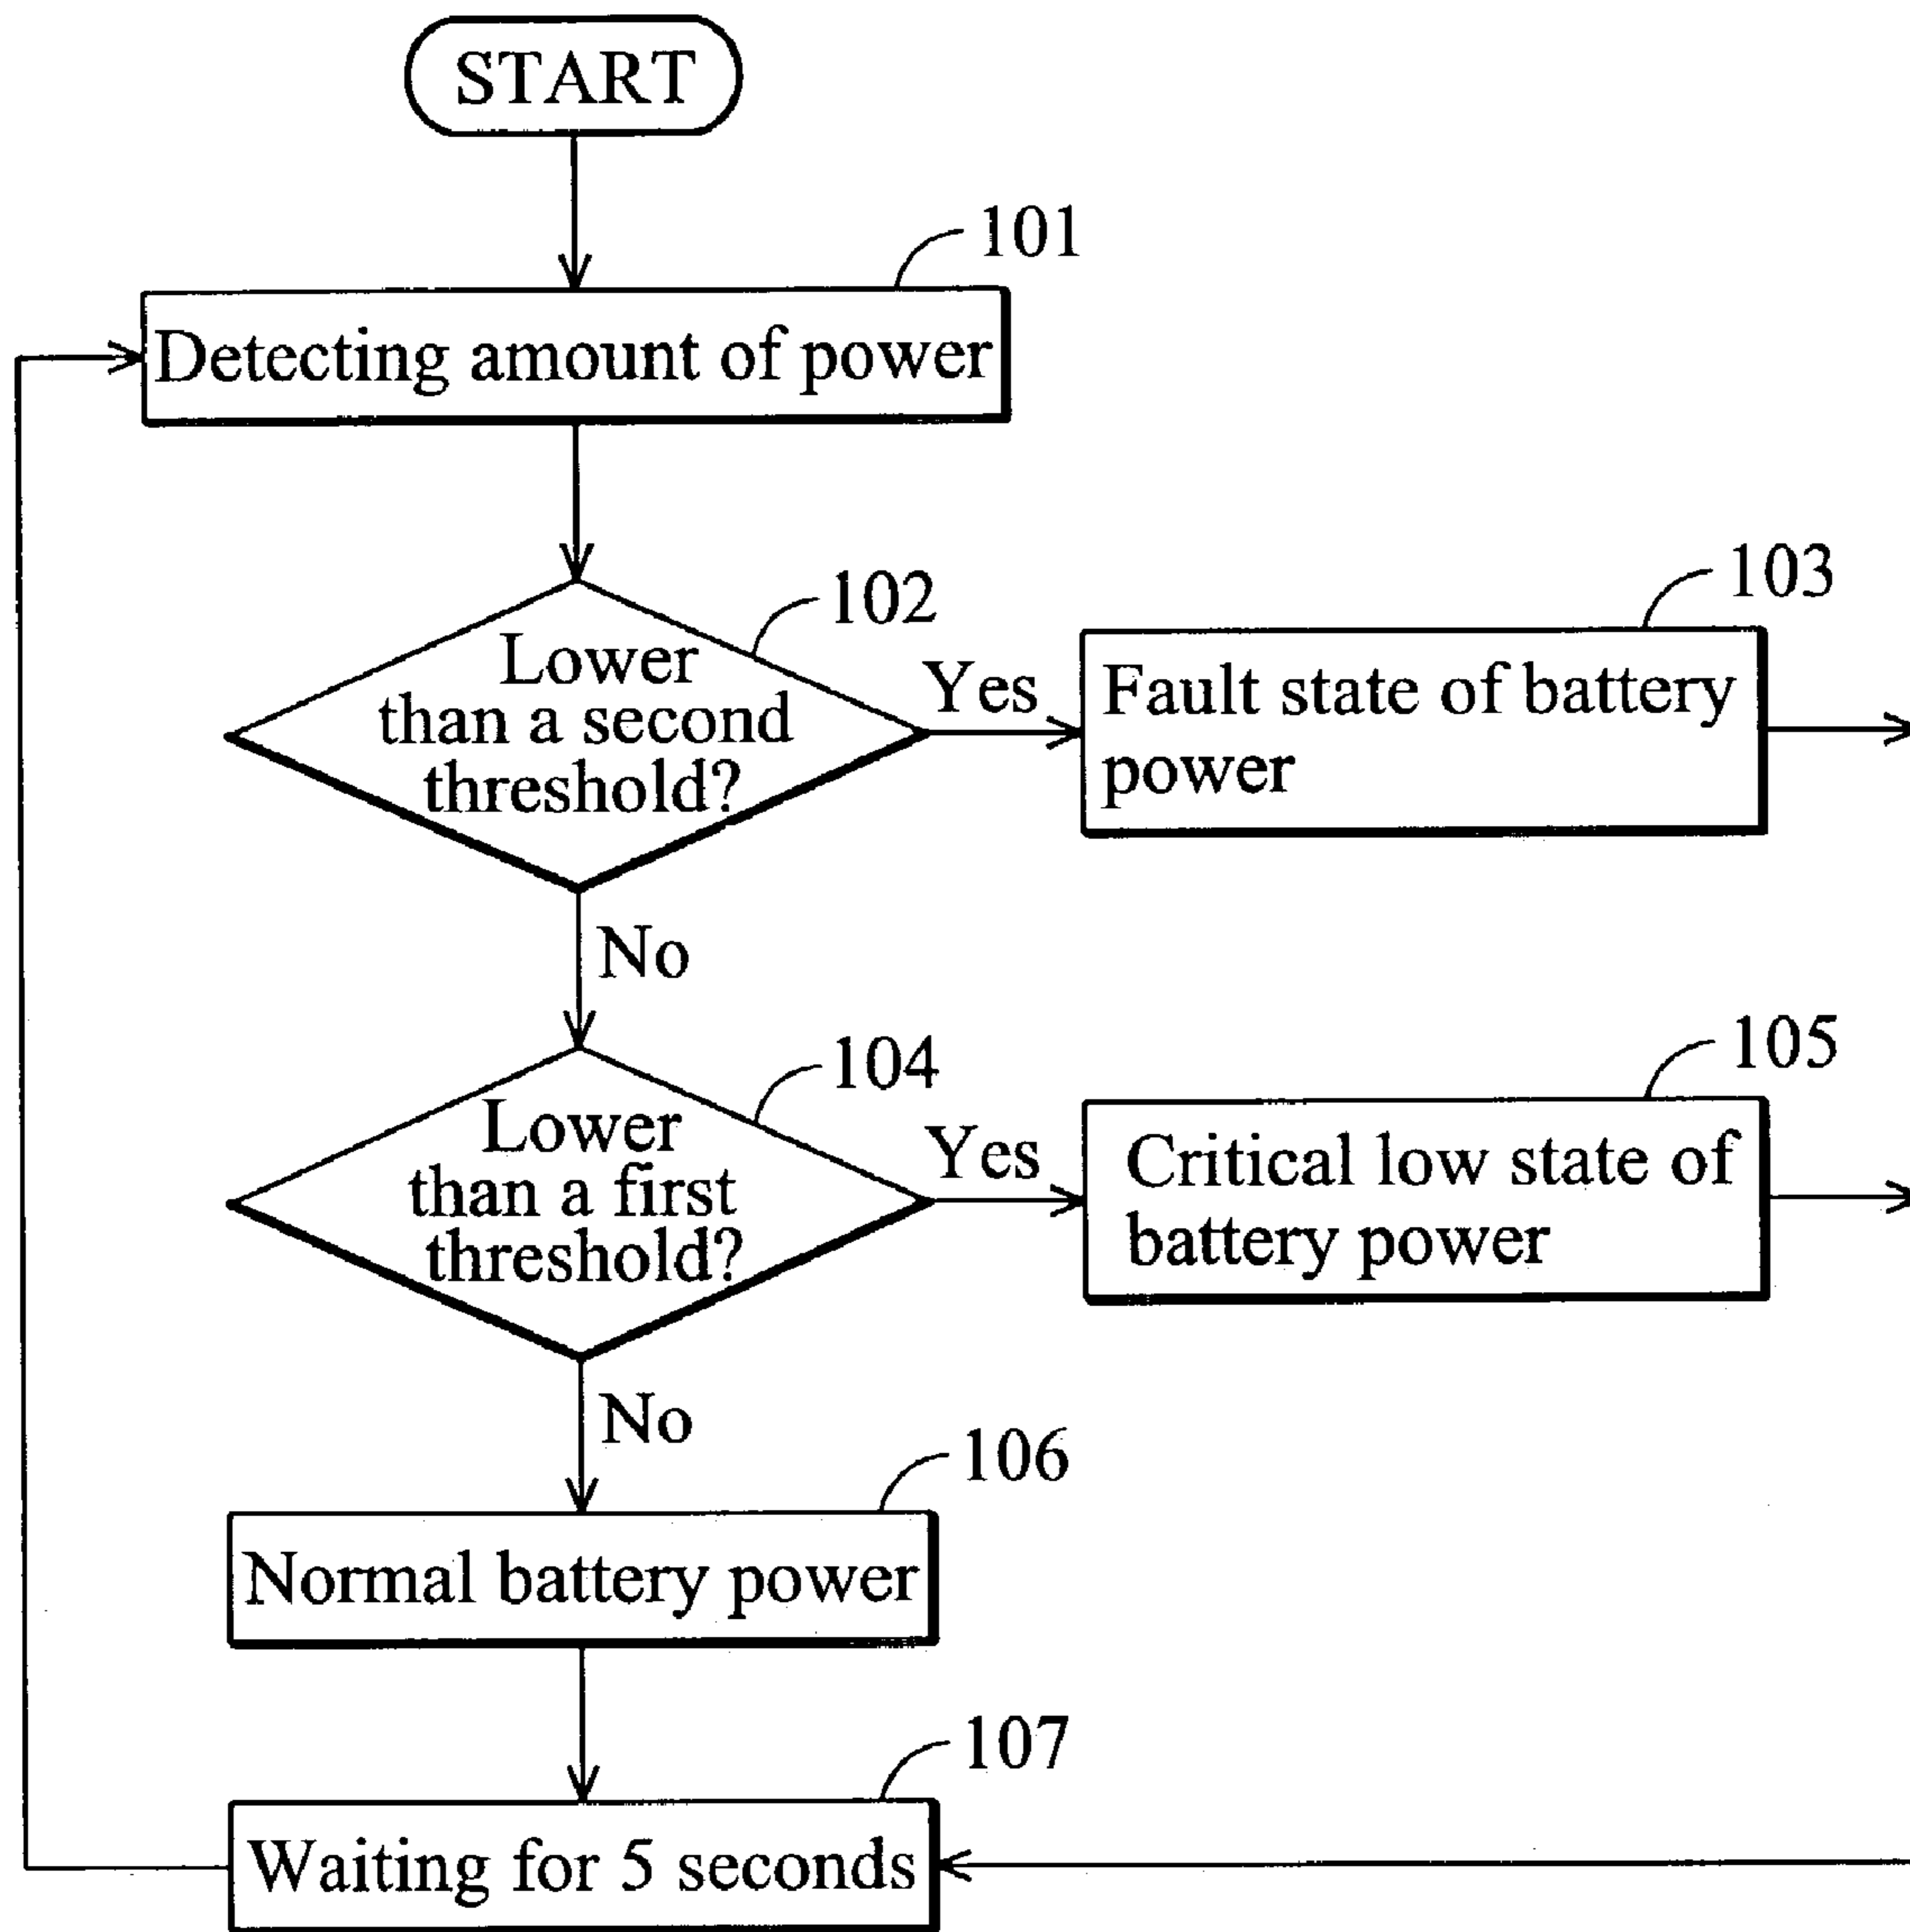 START
101
Detecting amount of power
102
Lower
than a second
threshold?
Yes
103
Fault state of battery
power
No
104
Lower
than a first
threshold?
Yes
105
Critical low state of
battery power
No
106
Normal battery power
107
Waiting for 5 seconds